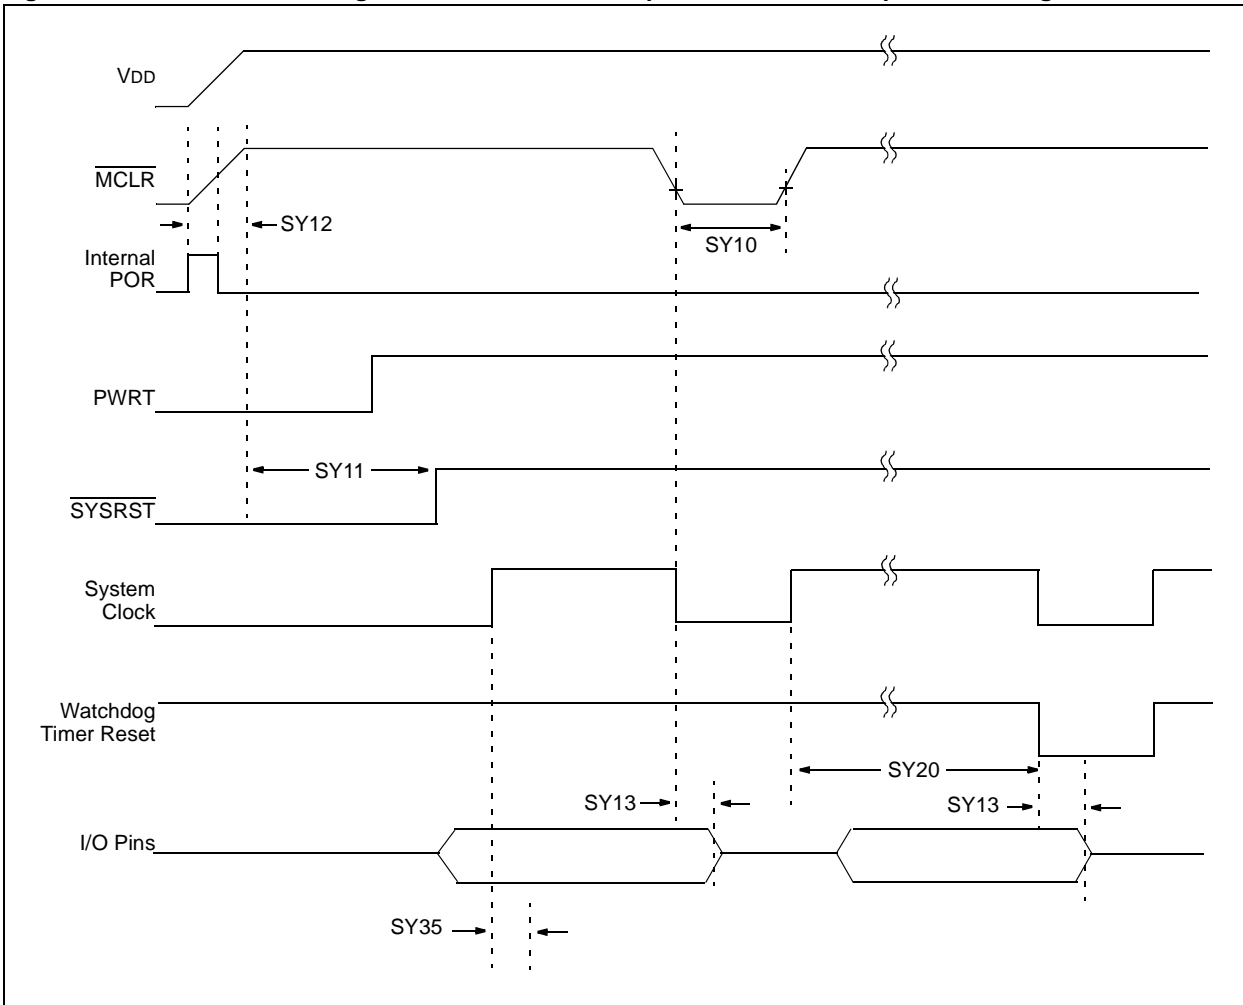 VDD
MCLR
SY12
SY10
Internal
POR
PWRT
SY11
SYSRST
System
Clock
Watchdog
Timer Reset
SY20
SY13
SY13
I/O Pins
SY35